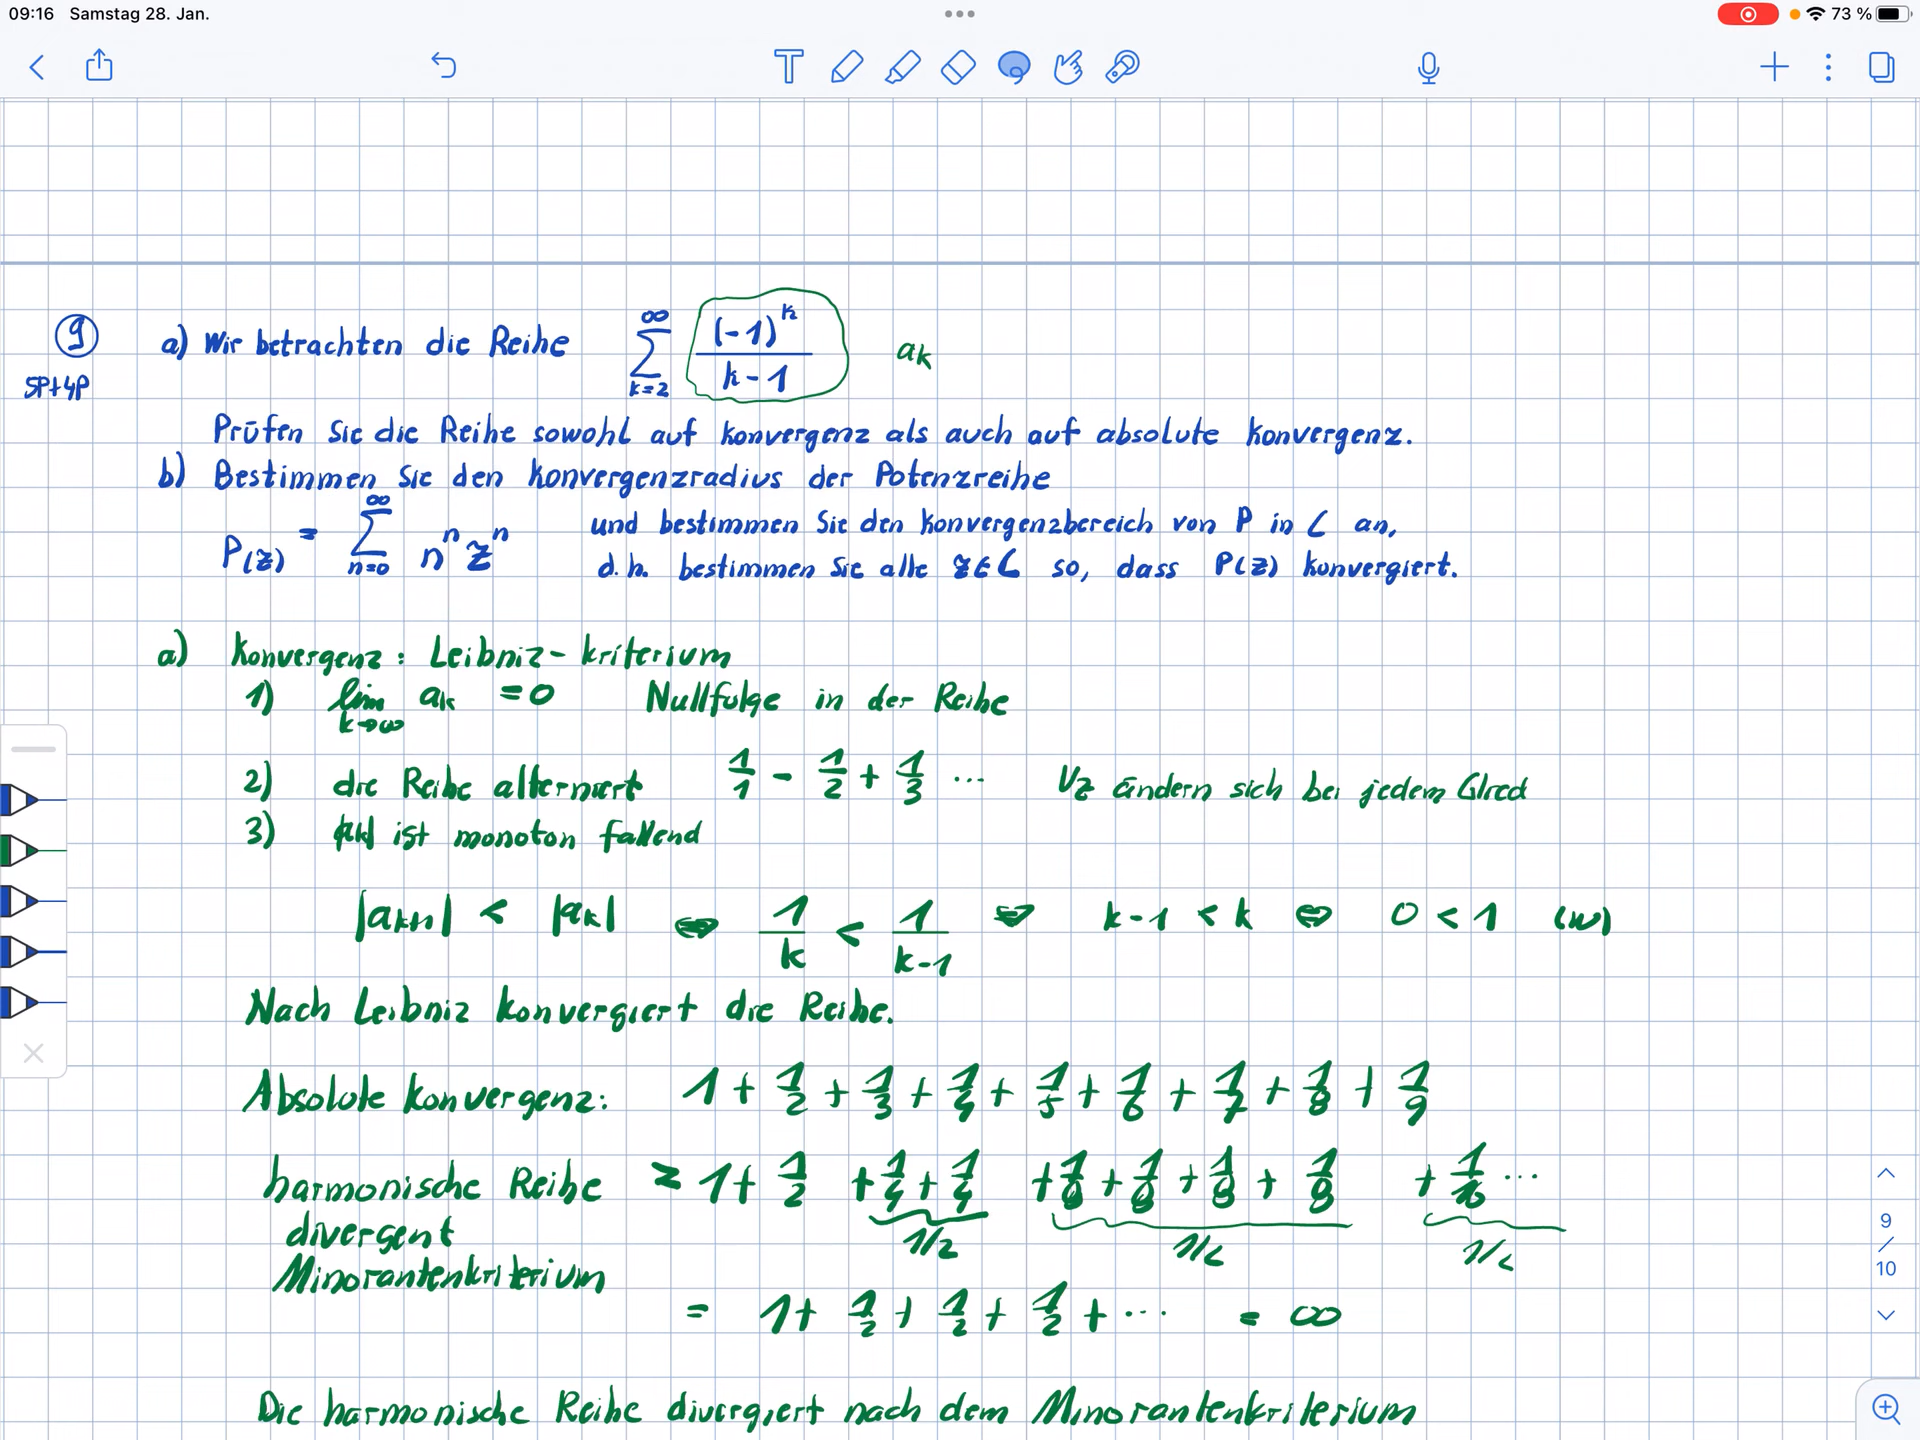 09:16 Samstag 28. Jan. 73 %
9 a) Wir betrachten die Reihe ∑_{k=2}^{∞} (-1)^k / (k-1) a_k
5P+4P
Prüfen Sie die Reihe sowohl auf Konvergenz als auch auf absolute Konvergenz.
b) Bestimmen Sie den Konvergenzradius der Potenzreihe
P(z) = ∑_{n=0}^{∞} n^n z^n und bestimmen Sie den Konvergenzbereich von P in C an,
d.h. bestimmen Sie alle z∈C so, dass P(z) konvergiert.
a) Konvergenz: Leibniz-kriterium
1) lim_{k→∞} a_k = 0 Nullfolge in der Reihe
2) die Reihe alterniert 1/1 - 1/2 + 1/3 ... VZ ändern sich bei jedem Glied
3) |a_k| ist monoton fallend
|a_{k+1}| < |a_k| ⇔ 1/k < 1/(k-1) ⇔ k-1 < k ⇔ 0 < 1 (w)
Nach Leibniz konvergiert die Reihe.
Absolute Konvergenz: 1 + 1/2 + 1/3 + 1/4 + 1/5 + 1/6 + 1/7 + 1/8 + 1/9
harmonische Reihe ≥ 1 + 1/2 + 1/4 + 1/4 + 1/8 + 1/8 + 1/8 + 1/8 + 1/16 ...
divergent 1/2 1/2 1/2
Minorantenkriterium
= 1 + 1/2 + 1/2 + 1/2 + ... = ∞
Die harmonische Reihe divergiert nach dem Minorantenkriterium
9 / 10